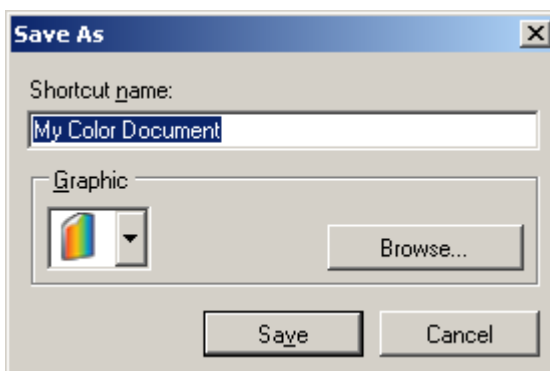 Save As
Shortcut name:
My Color Document
Graphic
Browse...
Save
Cancel